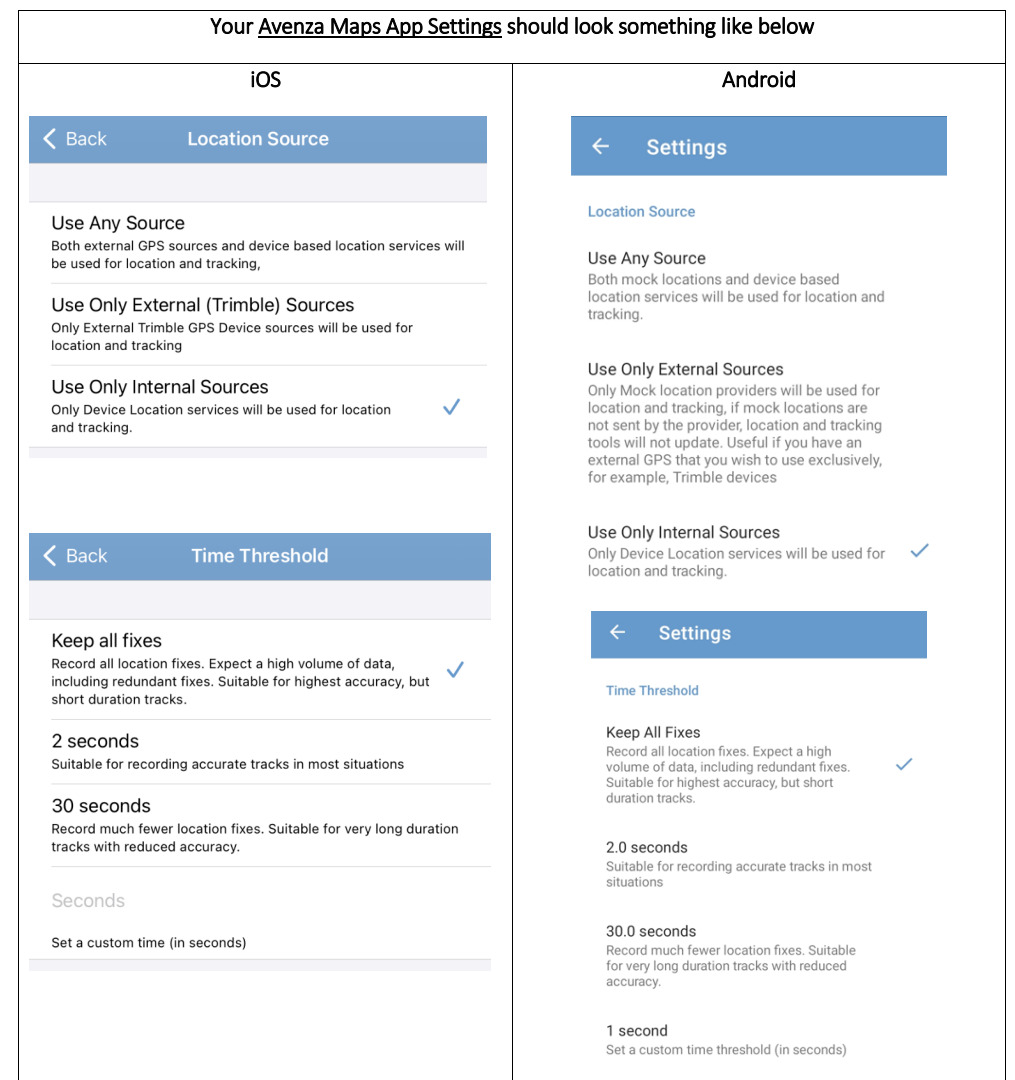 Your Avenza Maps App Settings should look something like below
iOS
Back
Location Source
Use Any Source
Both external GPS sources and device based location services will
be used for location and tracking,
Use Only External (Trimble) Sources
Only External Trimble GPS Device sources will be used for
location and tracking
Use Only Internal Sources
Only Device Location services will be used for location
and tracking.
Back
Time Threshold
Keep all fixes
Record all location fixes. Expect a high volume of data,
including redundant fixes. Suitable for highest accuracy, but
short duration tracks.
2 seconds
Suitable for recording accurate tracks in most situations
30 seconds
Record much fewer location fixes. Suitable for very long duration
tracks with reduced accuracy.
Seconds
Set a custom time (in seconds)
Android
Settings
Location Source
Use Any Source
Both mock locations and device based
location services will be used for location and
tracking.
Use Only External Sources
Only Mock location providers will be used for
location and tracking, if mock locations are
not sent by the provider, location and tracking
tools will not update. Useful if you have an
external GPS that you wish to use exclusively,
for example, Trimble devices
Use Only Internal Sources
Only Device Location services will be used for
location and tracking.
Settings
Time Threshold
Keep All Fixes
Record all location fixes. Expect a high
volume of data, including redundant fixes.
Suitable for highest accuracy, but short
duration tracks.
2.0 seconds
Suitable for recording accurate tracks in most
situations
30.0 seconds
Record much fewer location fixes. Suitable
for very long duration tracks with reduced
accuracy.
1 second
Set a custom time threshold (in seconds)